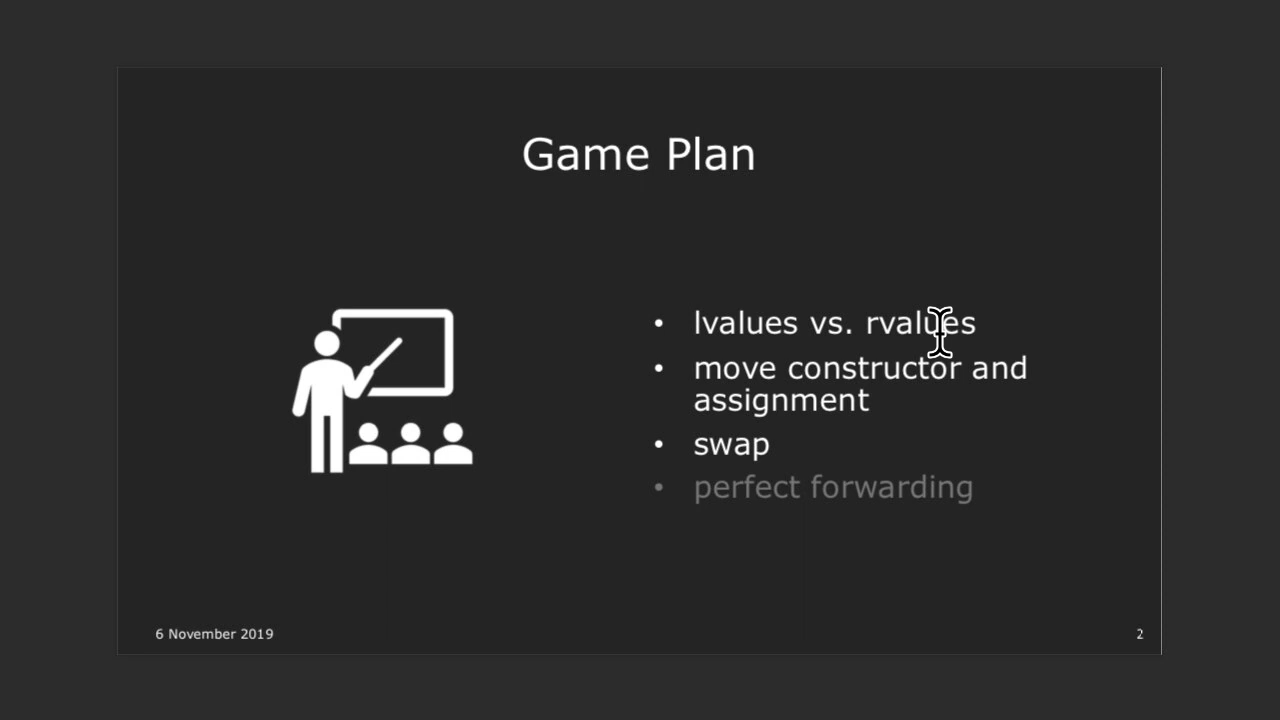 Game Plan
• lvalues vs. rvalues
• move constructor and
assignment
• swap
• perfect forwarding
6 November 2019
2